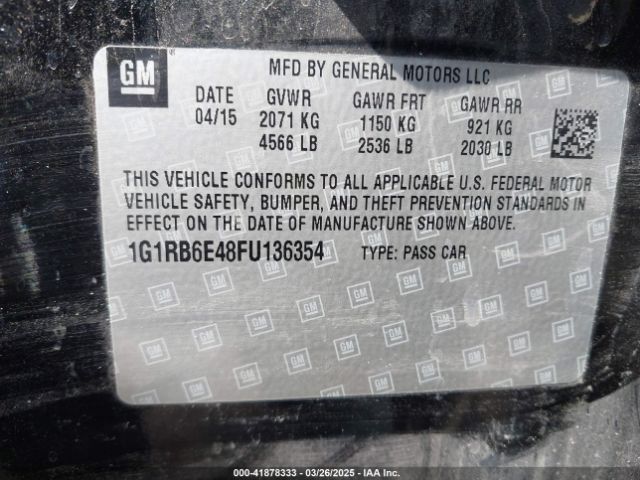 GM
®
MFD BY GENERAL MOTORS LLC
DATE GVWR GAWR FRT GAWR RR
04/15 2071 KG 1150 KG 921 KG
4566 LB 2536 LB 2030 LB
THIS VEHICLE CONFORMS TO ALL APPLICABLE U.S. FEDERAL MOTOR
VEHICLE SAFETY, BUMPER, AND THEFT PREVENTION STANDARDS IN
EFFECT ON THE DATE OF MANUFACTURE SHOWN ABOVE.
1G1RB6E48FU136354 TYPE: PASS CAR
000-41878333 / 03/26/2025 - IAA Inc.